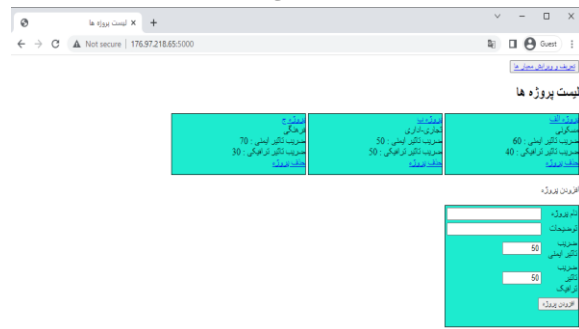 لیست پروژه ها
Not secure | 176.97.218.65:5000
Guest
تعریف و ویرایش معیار ها
لیست پروژه ها
پروژه الف
مسکونی
ضریب تاثیر ایمنی : 60
ضریب تاثیر ترافیکی : 40
حذف پروژه
پروژه ب
تجاری-اداری
ضریب تاثیر ایمنی : 50
ضریب تاثیر ترافیکی : 50
حذف پروژه
پروژه ج
فرهنگی
ضریب تاثیر ایمنی : 70
ضریب تاثیر ترافیکی : 30
حذف پروژه
افزودن پروژه
نام پروژه
توضیحات
ضریب
تاثیر ایمنی 50
ضریب
تاثیر 50
ترافیک
افزودن پروژه